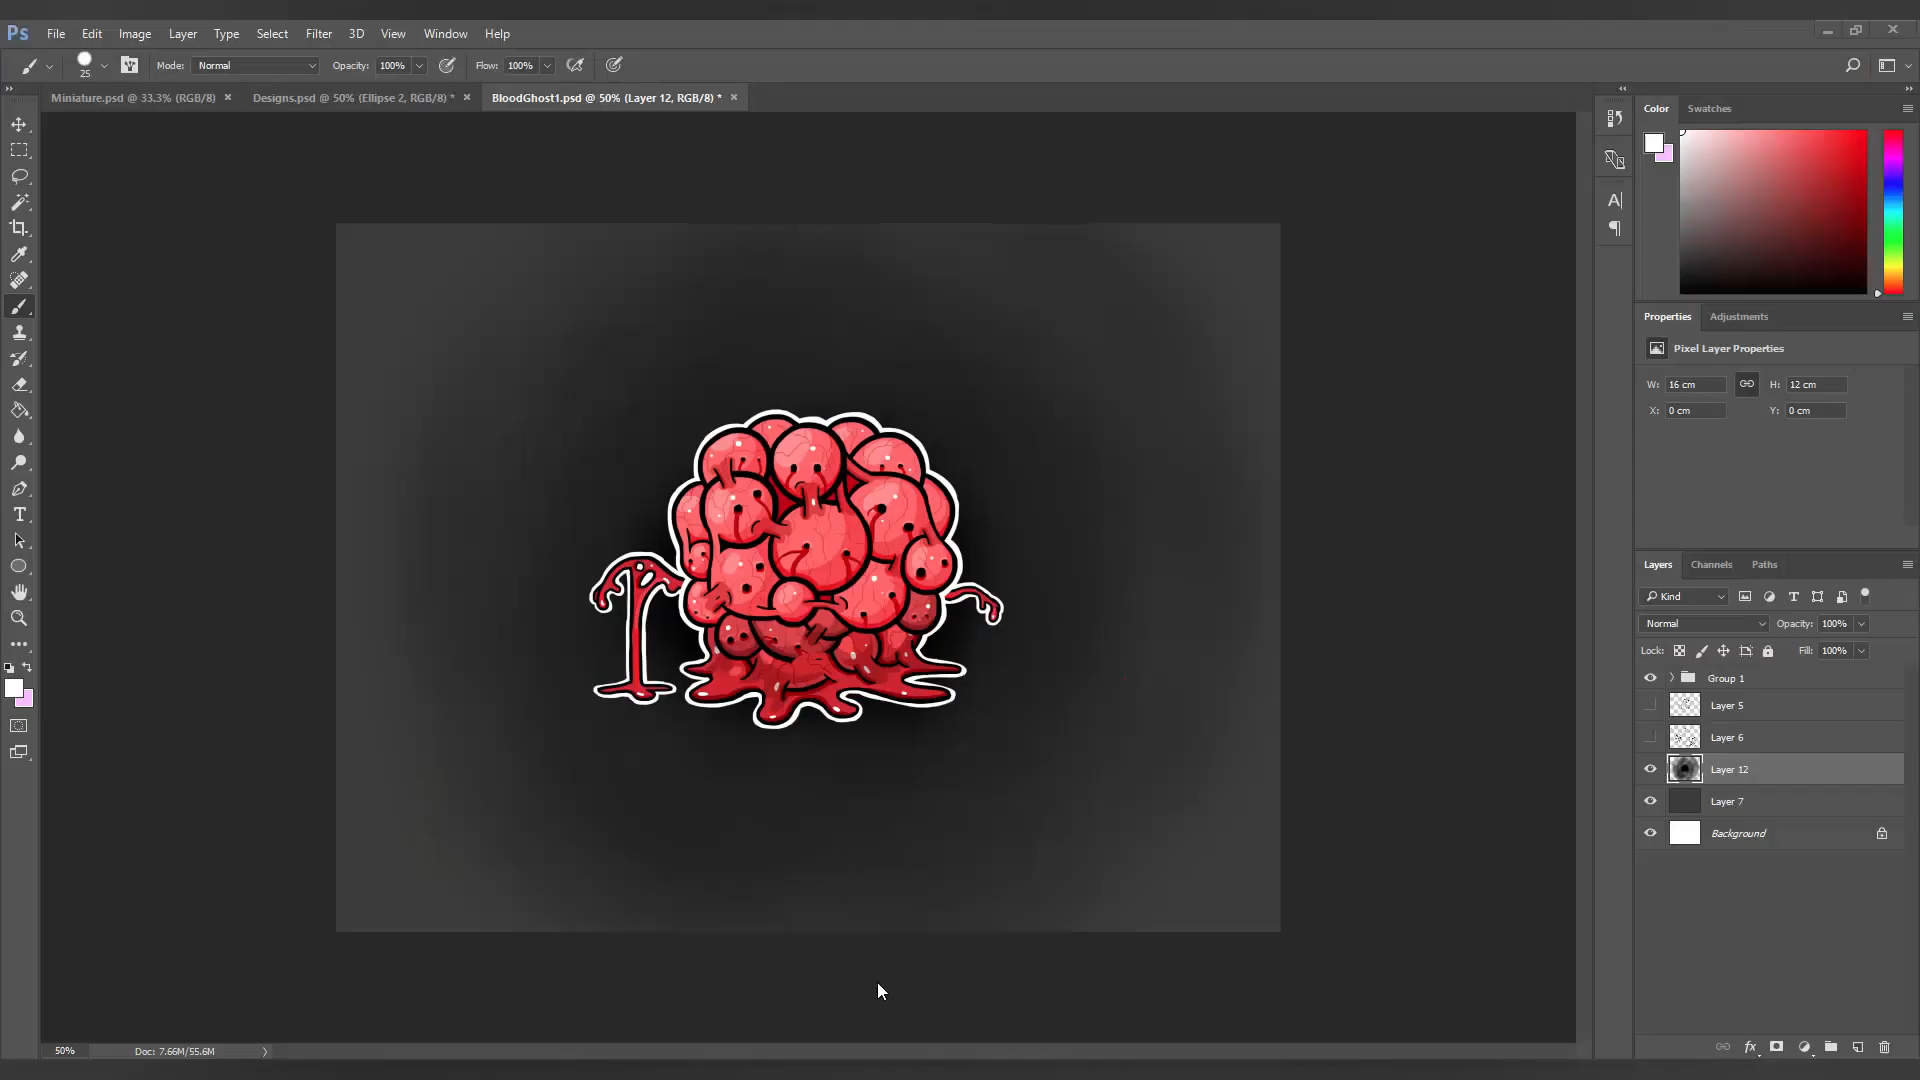 Ps File Edit Image Layer Type Select Filter 3D View Window Help
25 Mode: Normal Opacity: 100% Flow: 100%
Miniature.psd @ 33.3% (RGB/8) Designs.psd @ 50% (Ellipse 2, RGB/8) * BloodGhost1.psd @ 50% (Layer 12, RGB/8) *
Color Swatches
Properties Adjustments
Pixel Layer Properties
W: 16 cm H: 12 cm
X: 0 cm Y: 0 cm
Layers Channels Paths
Kind
Normal Opacity: 100%
Lock: Fill: 100%
Group 1
Layer 5
Layer 6
Layer 12
Layer 7
Background
50% Doc: 7.66M/55.6M